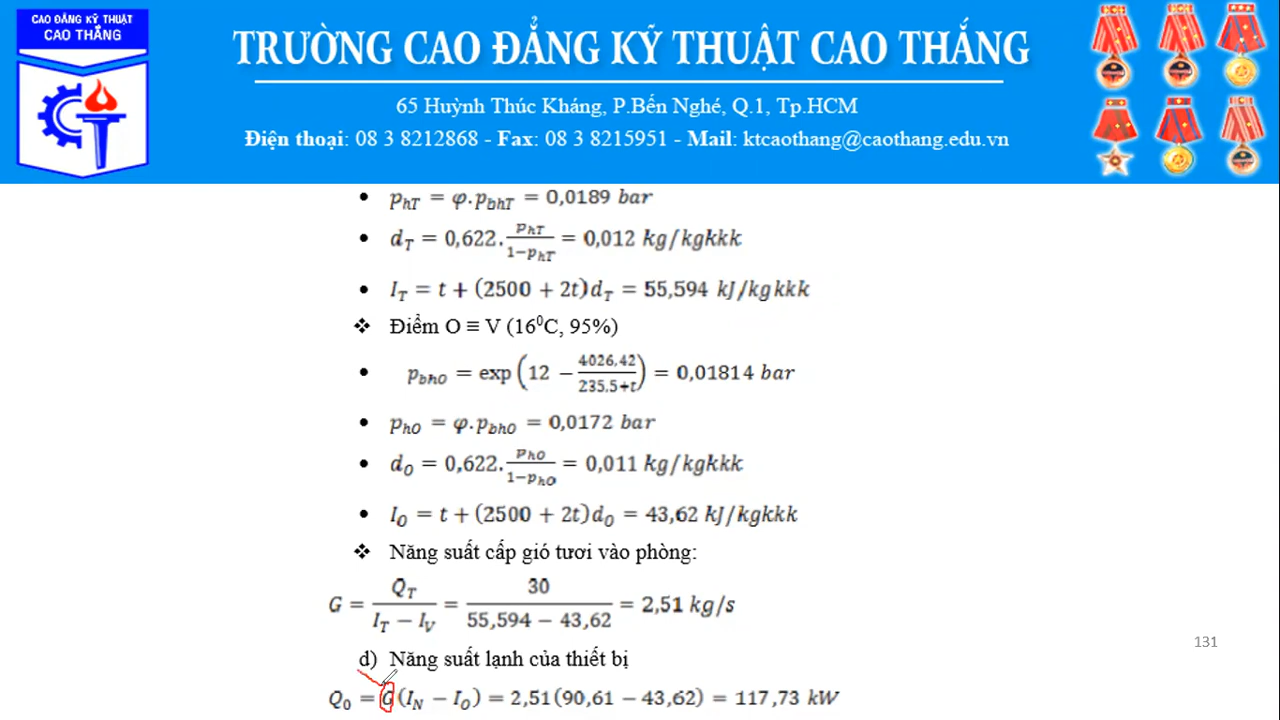 CAO ĐẲNG KỸ THUẬT
CAO THẮNG
TRƯỜNG CAO ĐẲNG KỸ THUẬT CAO THẮNG
65 Huỳnh Thúc Kháng, P.Bến Nghé, Q.1, Tp.HCM
Điện thoại: 08 3 8212868 - Fax: 08 3 8215951 - Mail: ktcaothang@caothang.edu.vn
• p_hT = φ.p_bhT = 0,0189 bar
• d_T = 0,622. p_hT/(1−p_hT) = 0,012 kg/kgkkk
• I_T = t + (2500 + 2t)d_T = 55,594 kJ/kgkkk
❖ Điểm O ≡ V (16⁰C, 95%)
• p_bhO = exp(12 − 4026,42/(235,5+t)) = 0,01814 bar
• p_hO = φ.p_bhO = 0,0172 bar
• d_O = 0,622. p_hO/(1−p_hO) = 0,011 kg/kgkkk
• I_O = t + (2500 + 2t)d_O = 43,62 kJ/kgkkk
❖ Năng suất cấp gió tươi vào phòng:
G = Q_T/(I_T − I_V) = 30/(55,594 − 43,62) = 2,51 kg/s
131
d) Năng suất lạnh của thiết bị
Q_0 = G(I_N − I_O) = 2,51(90,61 − 43,62) = 117,73 kW